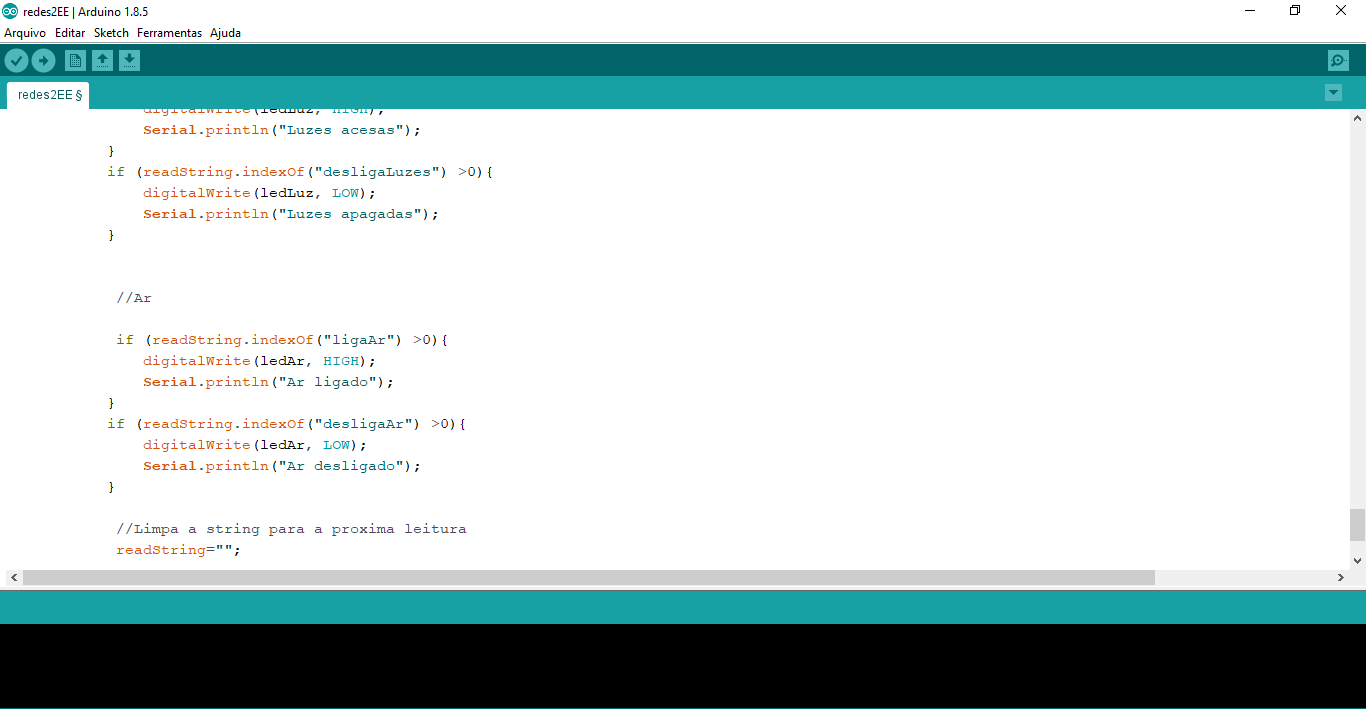 redes2EE | Arduino 1.8.5
Arquivo Editar Sketch Ferramentas Ajuda
redes2EE §
digitalWrite(ledLuz, HIGH);
Serial.println("Luzes acesas");
}
if (readString.indexOf("desligaLuzes") >0){
digitalWrite(ledLuz, LOW);
Serial.println("Luzes apagadas");
}
//Ar
if (readString.indexOf("ligaAr") >0){
digitalWrite(ledAr, HIGH);
Serial.println("Ar ligado");
}
if (readString.indexOf("desligaAr") >0){
digitalWrite(ledAr, LOW);
Serial.println("Ar desligado");
}
//Limpa a string para a proxima leitura
readString="";